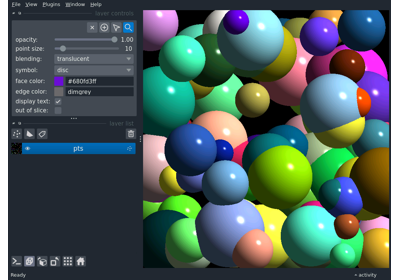 File View Plugins Window Help
layer controls
opacity: 1.00
point size: 10
blending: translucent
symbol: disc
face color: #680fd3ff
edge color: dimgrey
display text:
out of slice:
layer list
pts
Ready
activity